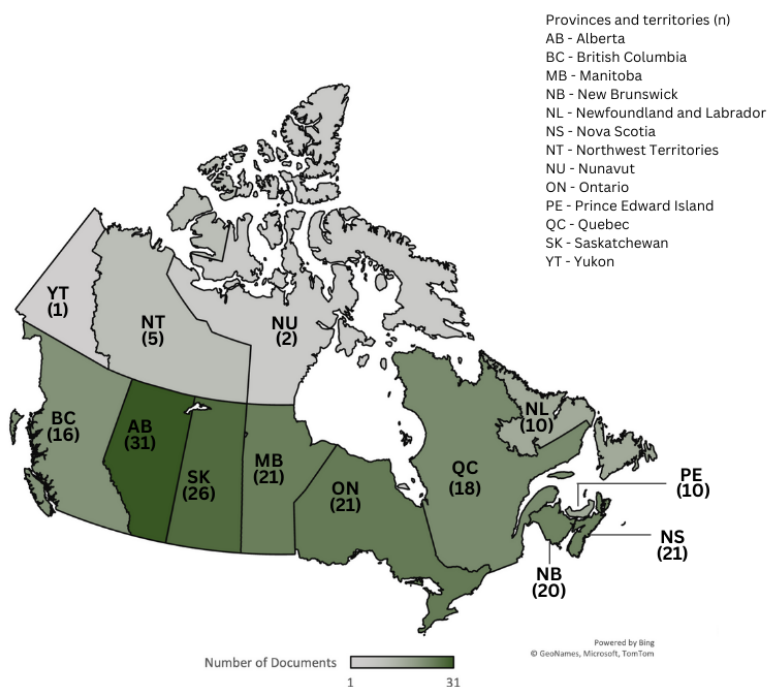 Provinces and territories (n)
AB - Alberta
BC - British Columbia
MB - Manitoba
NB - New Brunswick
NL - Newfoundland and Labrador
NS - Nova Scotia
NT - Northwest Territories
NU - Nunavut
ON - Ontario
PE - Prince Edward Island
QC - Quebec
SK - Saskatchewan
YT - Yukon
YT
(1)
NT
(5)
NU
(2)
BC
(16)
AB
(31)
SK
(26)
MB
(21)
ON
(21)
QC
(18)
NL
(10)
PE
(10)
NS
(21)
NB
(20)
Powered by Bing
© GeoNames, Microsoft, TomTom
Number of Documents
1
31